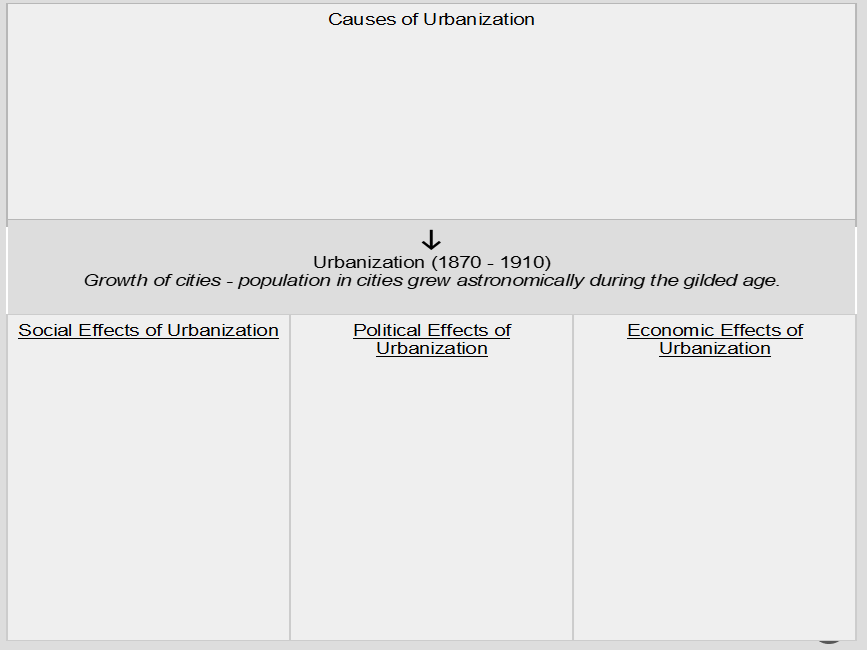 Causes of Urbanization
↓
Urbanization (1870 - 1910)
Growth of cities - population in cities grew astronomically during the gilded age.
Social Effects of Urbanization
Political Effects of
Urbanization
Economic Effects of
Urbanization